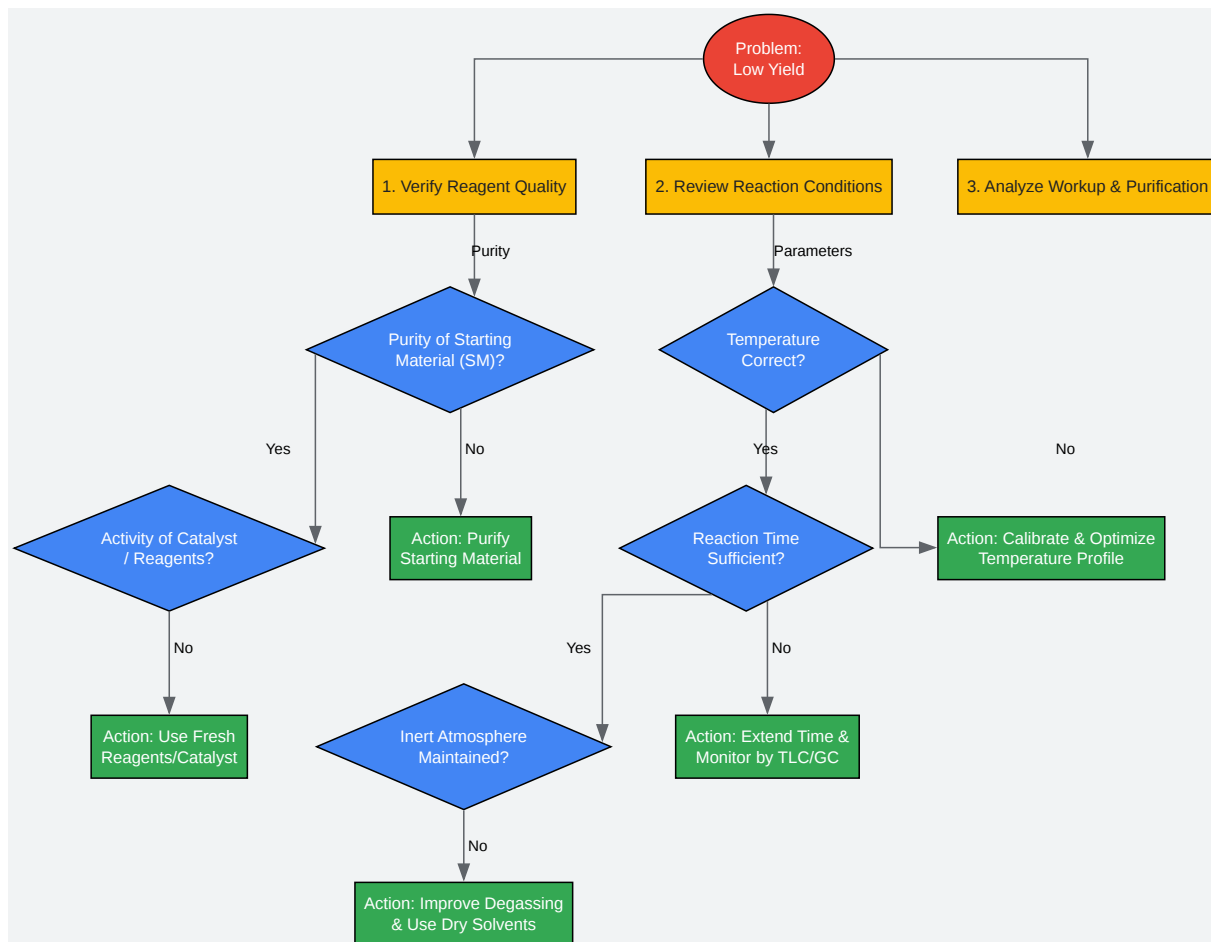 Problem:
Low Yield
1. Verify Reagent Quality
2. Review Reaction Conditions
3. Analyze Workup & Purification
Purity
Parameters
Purity of Starting
Material (SM)?
Temperature
Correct?
Yes
No
Yes
No
Activity of Catalyst
/ Reagents?
Action: Purify
Starting Material
Reaction Time
Sufficient?
Action: Calibrate & Optimize
Temperature Profile
No
Yes
No
Action: Use Fresh
Reagents/Catalyst
Inert Atmosphere
Maintained?
Action: Extend Time &
Monitor by TLC/GC
No
Action: Improve Degassing
& Use Dry Solvents